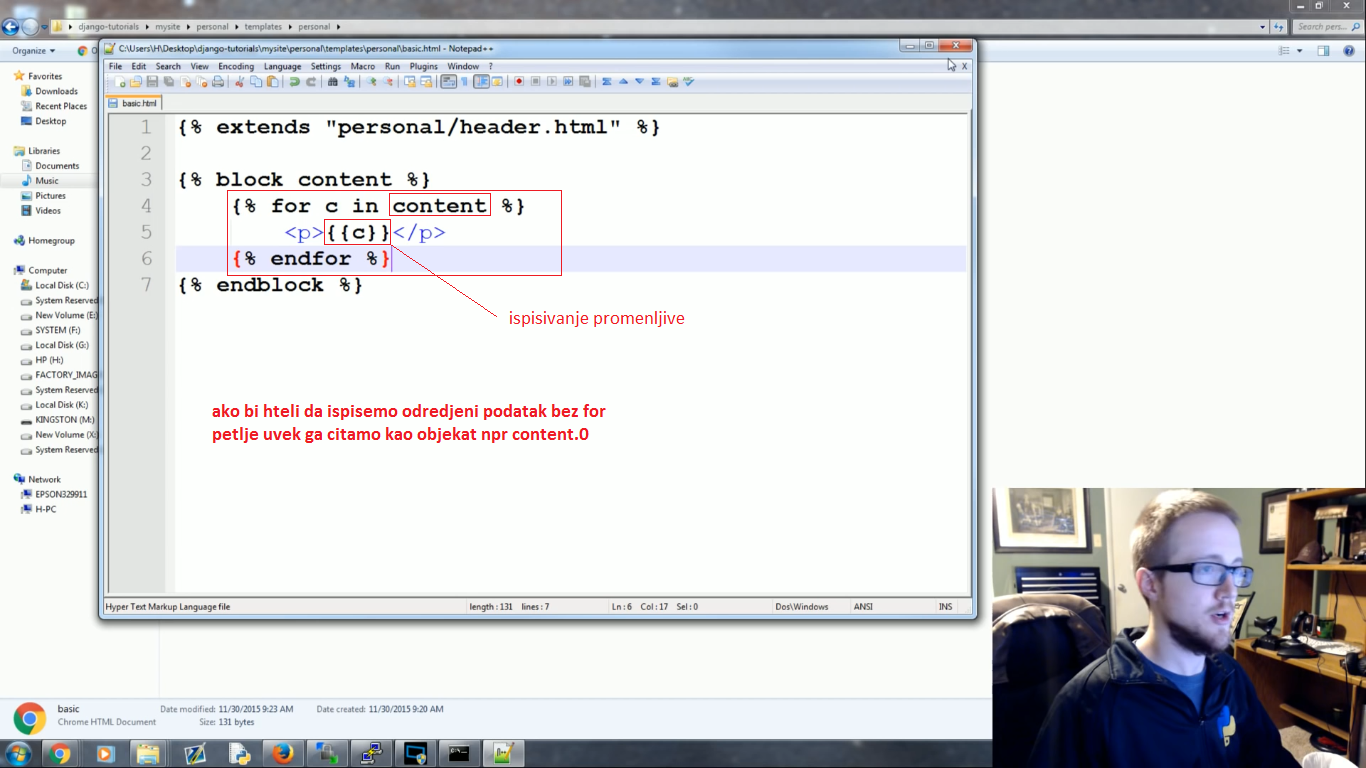 django-tutorials ▸ mysite ▸ personal ▸ templates ▸ personal ▸
Search pers...
Organize
C:\Users\H\Desktop\django-tutorials\mysite\personal\templates\personal\basic.html - Notepad++
File Edit Search View Encoding Language Settings Macro Run Plugins Window ? X
basic.html
1 {% extends "personal/header.html" %}
2
3 {% block content %}
4 {% for c in content %}
5 <p>{{c}}</p>
6 {% endfor %}
7 {% endblock %}
ispisivanje promenljive
ako bi hteli da ispisemo odredjeni podatak bez for
petlje uvek ga citamo kao objekat npr content.0
Hyper Text Markup Language file length : 131 lines : 7 Ln : 6 Col : 17 Sel : 0 Dos\Windows ANSI INS
Favorites
Downloads
Recent Places
Desktop
Libraries
Documents
Music
Pictures
Videos
Homegroup
Computer
Local Disk (C:)
System Reserved
New Volume (E:)
SYSTEM (F:)
Local Disk (G:)
HP (H:)
FACTORY_IMAG
System Reserved
Local Disk (K:)
KINGSTON (M:)
New Volume (X:)
System Reserved
Network
EPSON329911
H-PC
basic Date modified: 11/30/2015 9:23 AM Date created: 11/30/2015 9:20 AM
Chrome HTML Document Size: 131 bytes